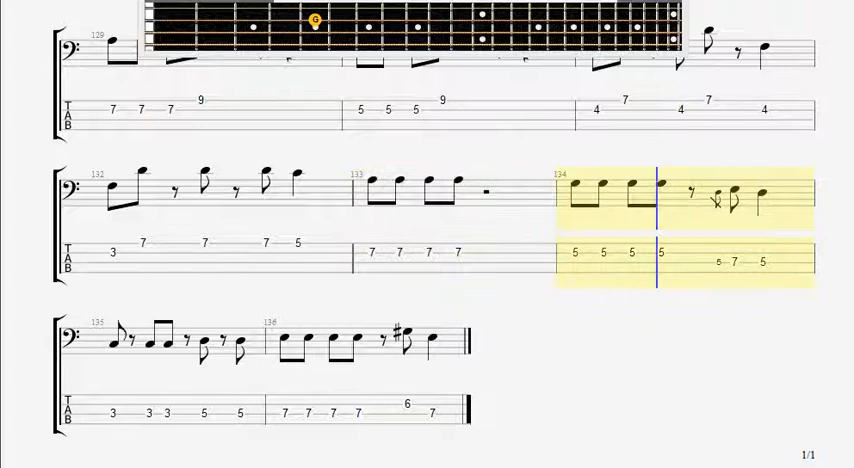 G
129
T 7 7 7 9 5 5 5 9 4 7 4 7 4
A
B
132 133 134
T 3 7 7 7 5 7 7 7 7 5 5 5 5 5 7 5
A
B
135 136
T 3 3 3 5 5 7 7 7 7 6 7
A
B
1/1